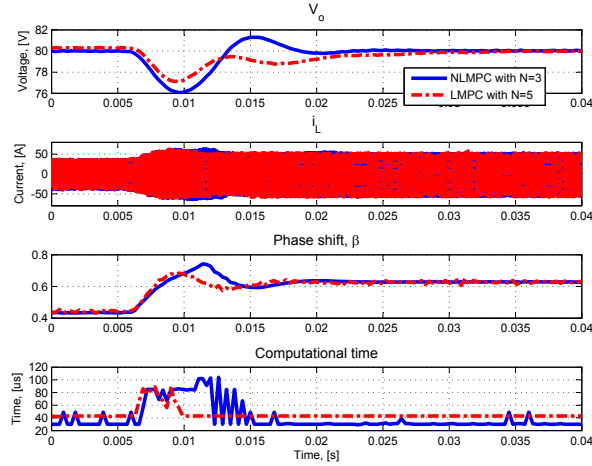 V_o
Voltage, [V]
82
80
78
76
0 0.005 0.01 0.015 0.02 0.025 0.03 0.035 0.04
NLMPC with N=3
LMPC with N=5
i_L
Current, [A]
50
0
-50
0 0.005 0.01 0.015 0.02 0.025 0.03 0.035 0.04
Phase shift, β
0.8
0.6
0.4
0 0.005 0.01 0.015 0.02 0.025 0.03 0.035 0.04
Computational time
Time, [us]
120
100
80
60
40
20
0 0.005 0.01 0.015 0.02 0.025 0.03 0.035 0.04
Time, [s]